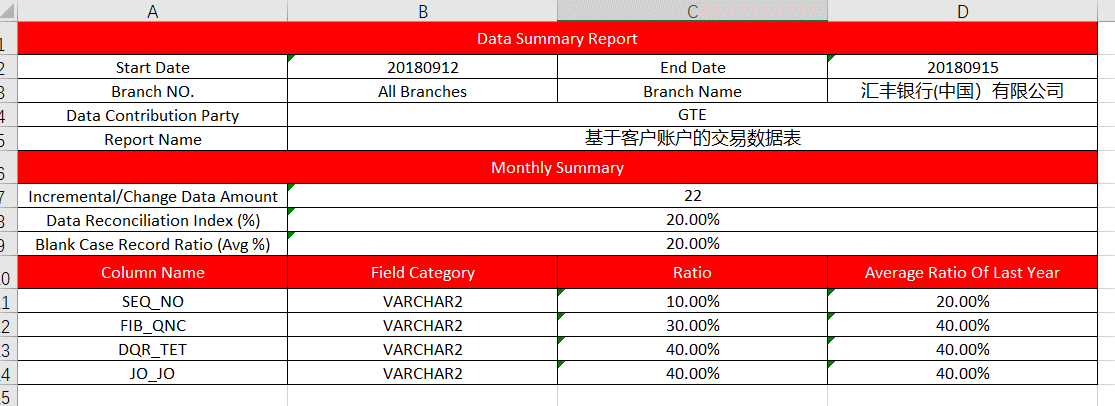 A B C D
1 Data Summary Report
2 Start Date 20180912 End Date 20180915
3 Branch NO. All Branches Branch Name 汇丰银行(中国）有限公司
4 Data Contribution Party GTE
5 Report Name 基于客户账户的交易数据表
6 Monthly Summary
7 Incremental/Change Data Amount 22
8 Data Reconciliation Index (%) 20.00%
9 Blank Case Record Ratio (Avg %) 20.00%
10 Column Name Field Category Ratio Average Ratio Of Last Year
11 SEQ_NO VARCHAR2 10.00% 20.00%
12 FIB_QNC VARCHAR2 30.00% 40.00%
13 DQR_TET VARCHAR2 40.00% 40.00%
14 JO_JO VARCHAR2 40.00% 40.00%
15